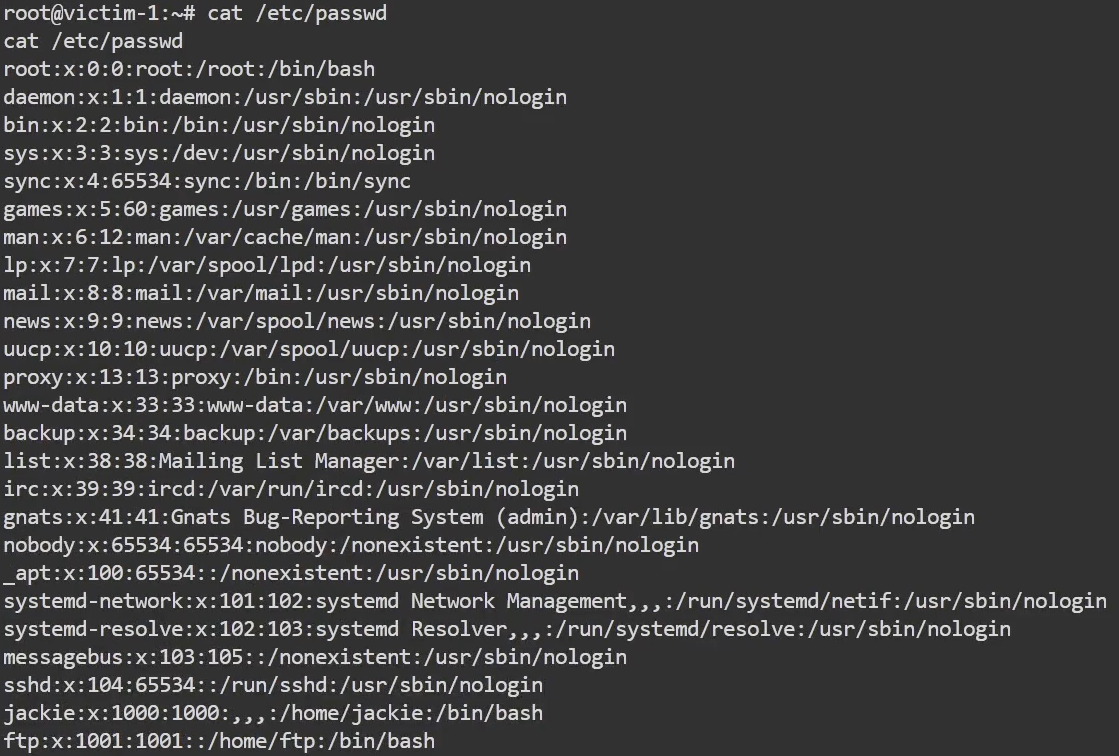 root@victim-1:~# cat /etc/passwd
cat /etc/passwd
root:x:0:0:root:/root:/bin/bash
daemon:x:1:1:daemon:/usr/sbin:/usr/sbin/nologin
bin:x:2:2:bin:/bin:/usr/sbin/nologin
sys:x:3:3:sys:/dev:/usr/sbin/nologin
sync:x:4:65534:sync:/bin:/bin/sync
games:x:5:60:games:/usr/games:/usr/sbin/nologin
man:x:6:12:man:/var/cache/man:/usr/sbin/nologin
lp:x:7:7:lp:/var/spool/lpd:/usr/sbin/nologin
mail:x:8:8:mail:/var/mail:/usr/sbin/nologin
news:x:9:9:news:/var/spool/news:/usr/sbin/nologin
uucp:x:10:10:uucp:/var/spool/uucp:/usr/sbin/nologin
proxy:x:13:13:proxy:/bin:/usr/sbin/nologin
www-data:x:33:33:www-data:/var/www:/usr/sbin/nologin
backup:x:34:34:backup:/var/backups:/usr/sbin/nologin
list:x:38:38:Mailing List Manager:/var/list:/usr/sbin/nologin
irc:x:39:39:ircd:/var/run/ircd:/usr/sbin/nologin
gnats:x:41:41:Gnats Bug-Reporting System (admin):/var/lib/gnats:/usr/sbin/nologin
nobody:x:65534:65534:nobody:/nonexistent:/usr/sbin/nologin
_apt:x:100:65534::/nonexistent:/usr/sbin/nologin
systemd-network:x:101:102:systemd Network Management,,,:/run/systemd/netif:/usr/sbin/nologin
systemd-resolve:x:102:103:systemd Resolver,,,:/run/systemd/resolve:/usr/sbin/nologin
messagebus:x:103:105::/nonexistent:/usr/sbin/nologin
sshd:x:104:65534::/run/sshd:/usr/sbin/nologin
jackie:x:1000:1000:,,,:/home/jackie:/bin/bash
ftp:x:1001:1001::/home/ftp:/bin/bash